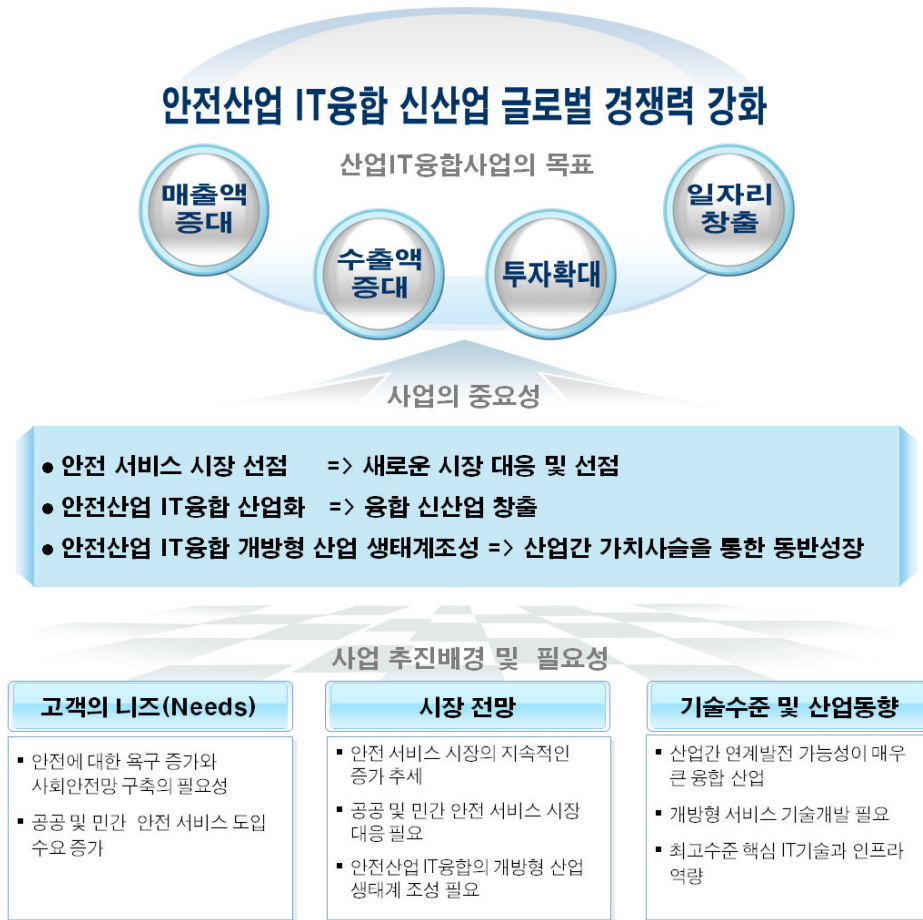 안전산업 IT융합 신산업 글로벌 경쟁력 강화
산업IT융합사업의 목표
매출액
증대
수출액
증대
투자확대
일자리
창출
사업의 중요성
● 안전 서비스 시장 선점 => 새로운 시장 대응 및 선점
● 안전산업 IT융합 산업화 => 융합 신산업 창출
● 안전산업 IT융합 개방형 산업 생태계조성 => 산업간 가치사슬을 통한 동반성장
사업 추진배경 및 필요성
고객의 니즈(Needs)
▪ 안전에 대한 욕구 증가와
사회안전망 구축의 필요성
▪ 공공 및 민간 안전 서비스 도입
수요 증가
시장 전망
▪ 안전 서비스 시장의 지속적인
증가 추세
▪ 공공 및 민간 안전 서비스 시장
대응 필요
▪ 안전산업 IT융합의 개방형 산업
생태계 조성 필요
기술수준 및 산업동향
▪ 산업간 연계발전 가능성이 매우
큰 융합 산업
▪ 개방형 서비스 기술개발 필요
▪ 최고수준 핵심 IT기술과 인프라
역량